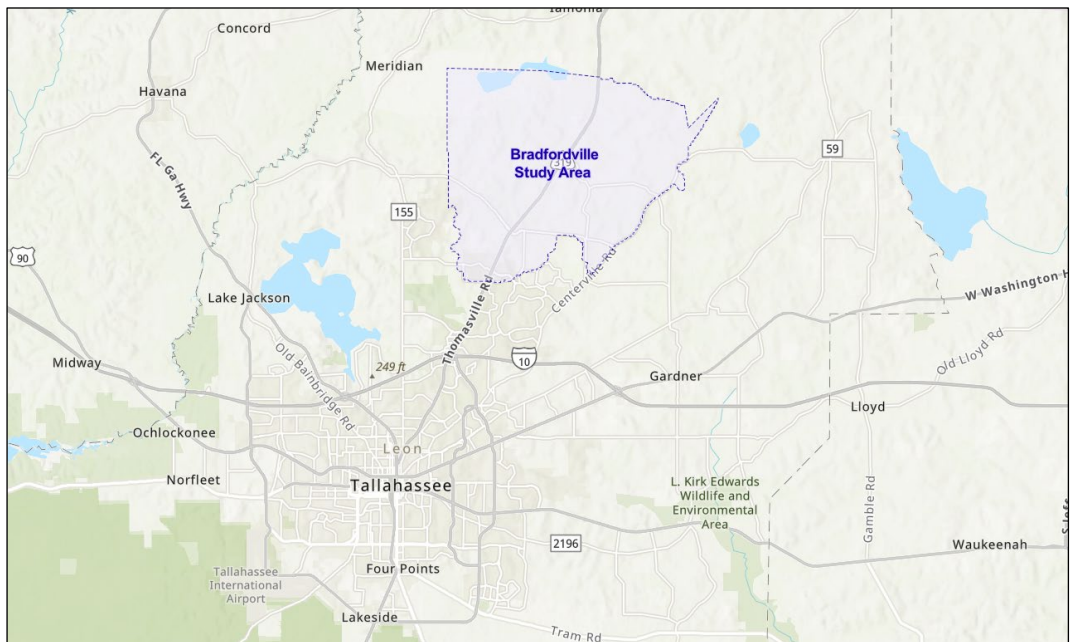 Iamonia
Concord
Meridian
Havana
FL Ga Hwy
Bradfordville
Study Area
319
59
155
90
Centerville Rd
Lake Jackson
Thomasville Rd
W Washington H
Old Lloyd Rd
Midway
249 ft
10
Old Bainbridge Rd
Gardner
Lloyd
Ochlockonee
Leon
Norfleet
Tallahassee
L. Kirk Edwards
Wildlife and
Environmental
Area
Gamble Rd
2196
Waukeenah
Four Points
Tallahassee
International
Airport
Lakeside
Tram Rd